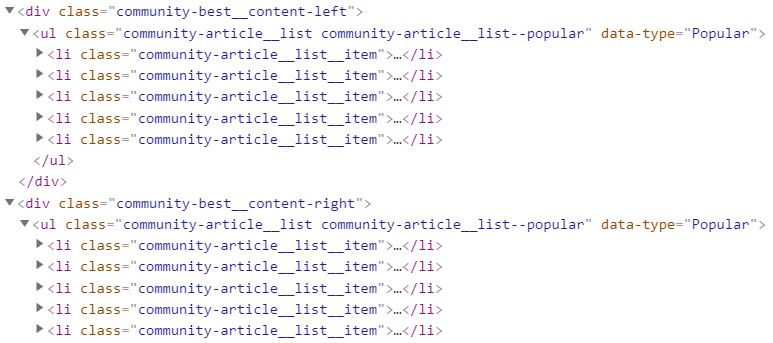 ▼<div class="community-best__content-left">
▼<ul class="community-article__list community-article__list--popular" data-type="Popular">
▶<li class="community-article__list__item">…</li>
▶<li class="community-article__list__item">…</li>
▶<li class="community-article__list__item">…</li>
▶<li class="community-article__list__item">…</li>
▶<li class="community-article__list__item">…</li>
</ul>
</div>
▼<div class="community-best__content-right">
▼<ul class="community-article__list community-article__list--popular" data-type="Popular">
▶<li class="community-article__list__item">…</li>
▶<li class="community-article__list__item">…</li>
▶<li class="community-article__list__item">…</li>
▶<li class="community-article__list__item">…</li>
▶<li class="community-article__list__item">…</li>